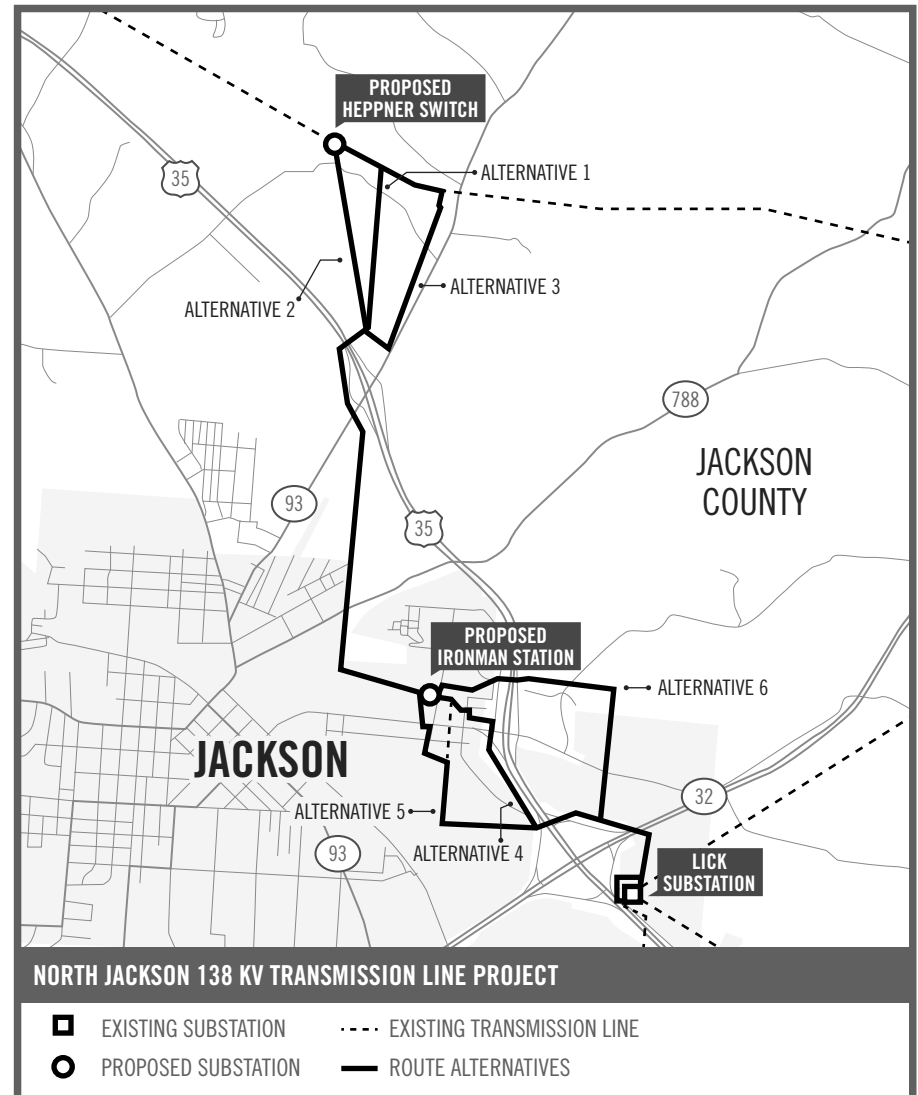 PROPOSED
HEPPNER SWITCH
35
ALTERNATIVE 1
ALTERNATIVE 2
ALTERNATIVE 3
788
JACKSON
COUNTY
93
35
PROPOSED
IRONMAN STATION
ALTERNATIVE 6
JACKSON
ALTERNATIVE 5
32
93
ALTERNATIVE 4
LICK
SUBSTATION
NORTH JACKSON 138 KV TRANSMISSION LINE PROJECT
EXISTING SUBSTATION
EXISTING TRANSMISSION LINE
PROPOSED SUBSTATION
ROUTE ALTERNATIVES